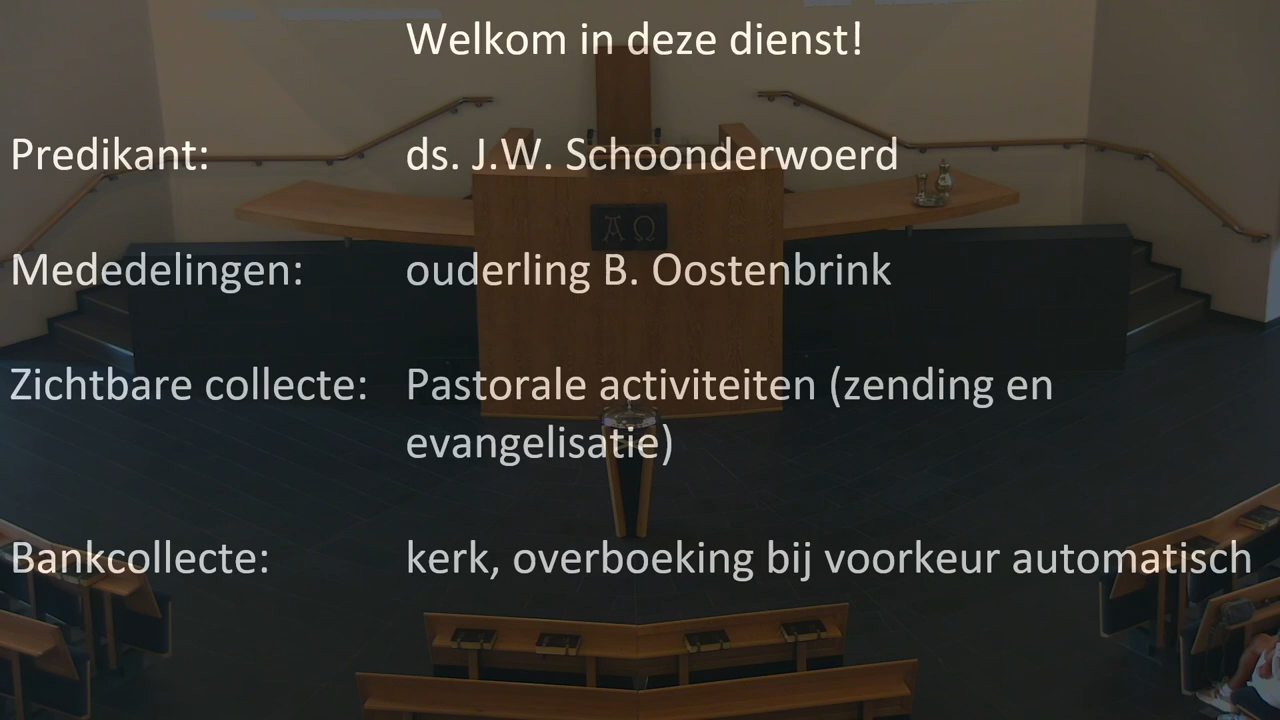 Welkom in deze dienst!
Predikant: ds. J.W. Schoonderwoerd
ΑΩ
Mededelingen: ouderling B. Oostenbrink
Zichtbare collecte: Pastorale activiteiten (zending en
evangelisatie)
Bankcollecte: kerk, overboeking bij voorkeur automatisch